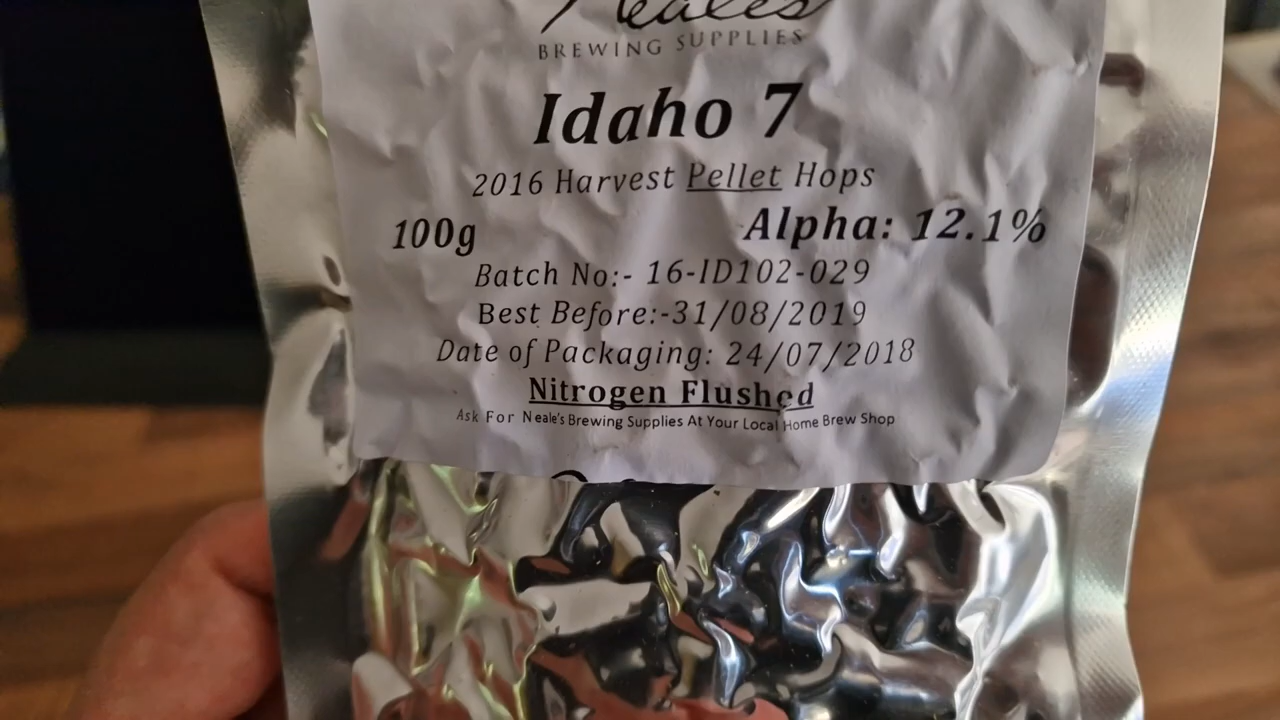 Neales
BREWING SUPPLIES
Idaho 7
2016 Harvest Pellet Hops
100g Alpha: 12.1%
Batch No:- 16-ID102-029
Best Before:-31/08/2019
Date of Packaging: 24/07/2018
Nitrogen Flushed
Ask For Neale's Brewing Supplies At Your Local Home Brew Shop